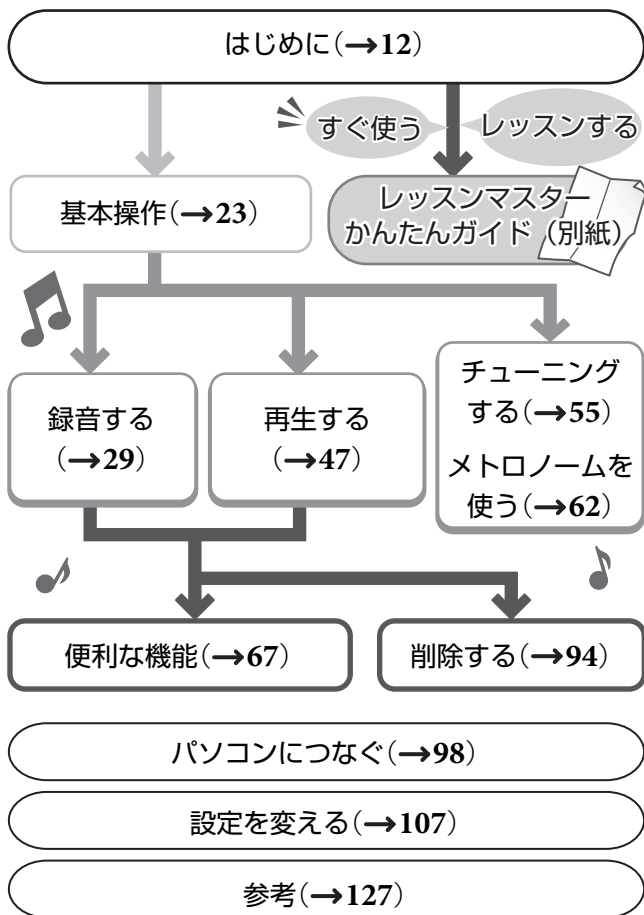 はじめに(→12)
すぐ使う
レッスンする
基本操作(→23)
レッスンマスター
かんたんガイド(別紙)
録音する
(→29)
再生する
(→47)
チューニング
する(→55)
メトロノームを
使う(→62)
便利な機能(→67)
削除する(→94)
パソコンにつなぐ(→98)
設定を変える(→107)
参考(→127)